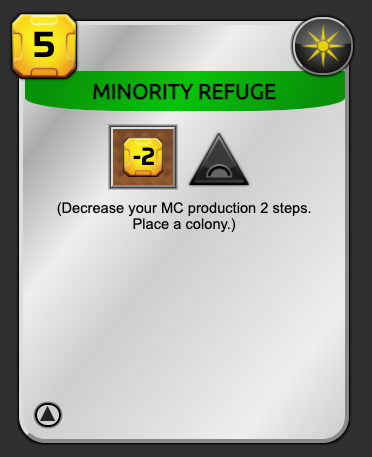 5
MINORITY REFUGE
-2
(Decrease your MC production 2 steps.
Place a colony.)